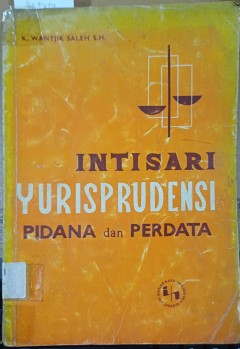 K. WANTJIK SALEH S.H.
INTISARI
YURISPRUDENSI
PIDANA dan PERDATA